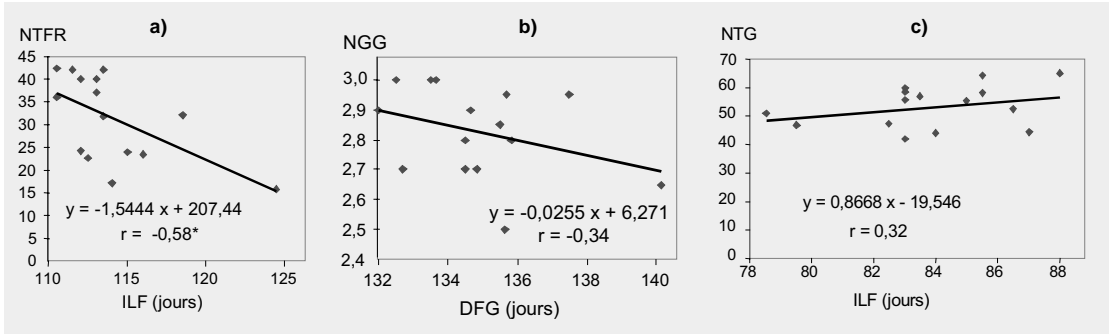 a)
NTFR
45
40
35
30
25
20
15
10
5
0
y = -1,5444 x + 207,44
r = -0,58*
110 115 120 125
ILF (jours)
b)
NGG
3,0
2,9
2,8
2,7
2,6
2,5
2,4
y = -0,0255 x + 6,271
r = -0,34
132 134 136 138 140
DFG (jours)
c)
NTG
70
60
50
40
30
20
10
0
y = 0,8668 x - 19,546
r = 0,32
78 80 82 84 86 88
ILF (jours)